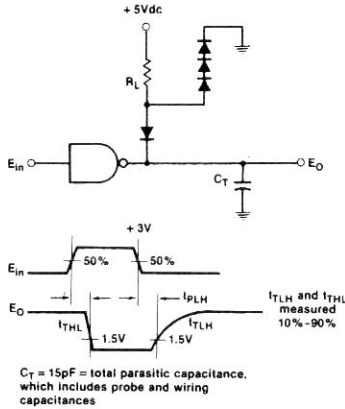 + 5Vdc
RL
Ein
EO
CT
+ 3V
Ein
50%
50%
EO
tPLH
tTHL
1.5V
tTLH
1.5V
tTLH and tTHL
measured
10%-90%
CT = 15pF = total parasitic capacitance,
which includes probe and wiring
capacitances